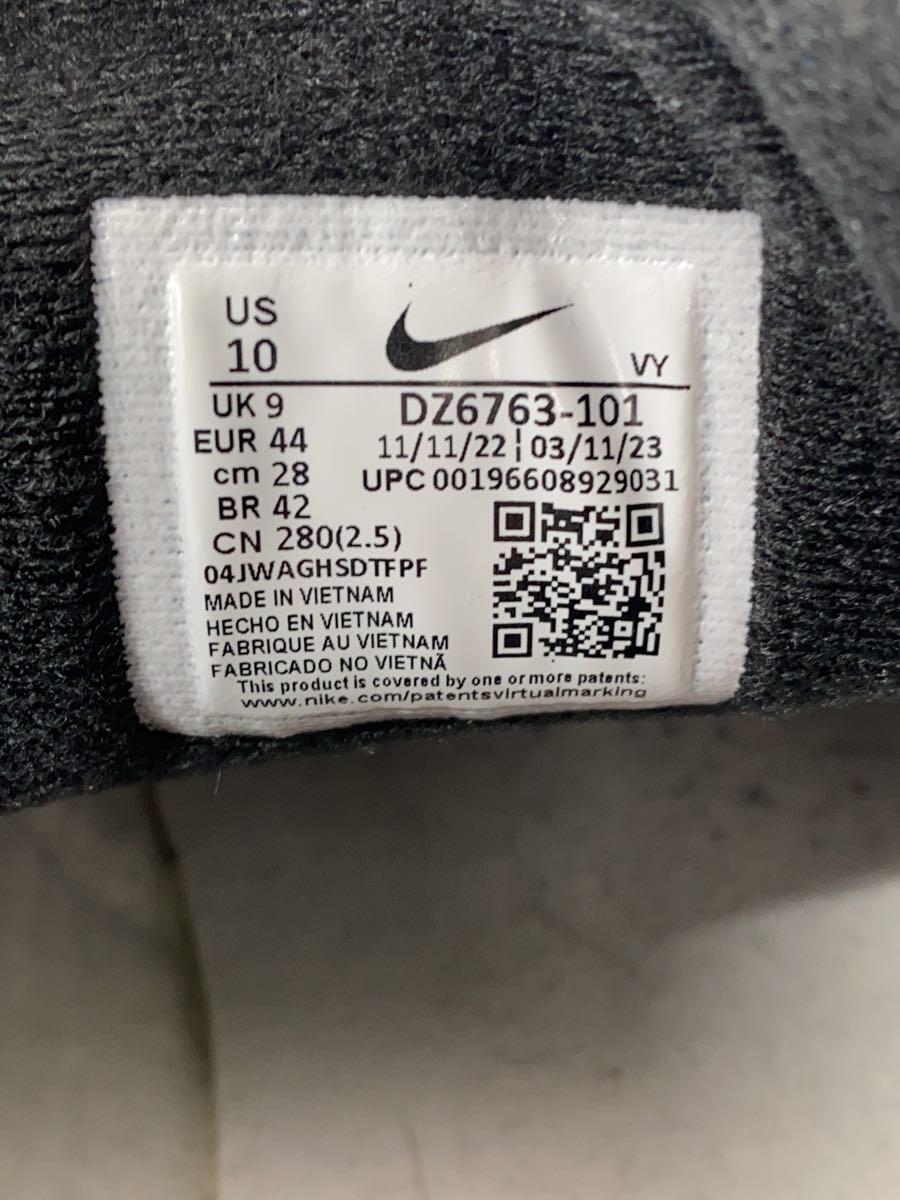 US
10
VY
UK 9
EUR 44
cm 28
BR 42
CN 280(2.5)
DZ6763-101
11/11/22 | 03/11/23
UPC 00196608929031
04JWAGHSDTFPF
MADE IN VIETNAM
HECHO EN VIETNAM
FABRIQUE AU VIETNAM
FABRICADO NO VIETNÃ
This product is covered by one or more patents:
www.nike.com/patentsvirtualmarking